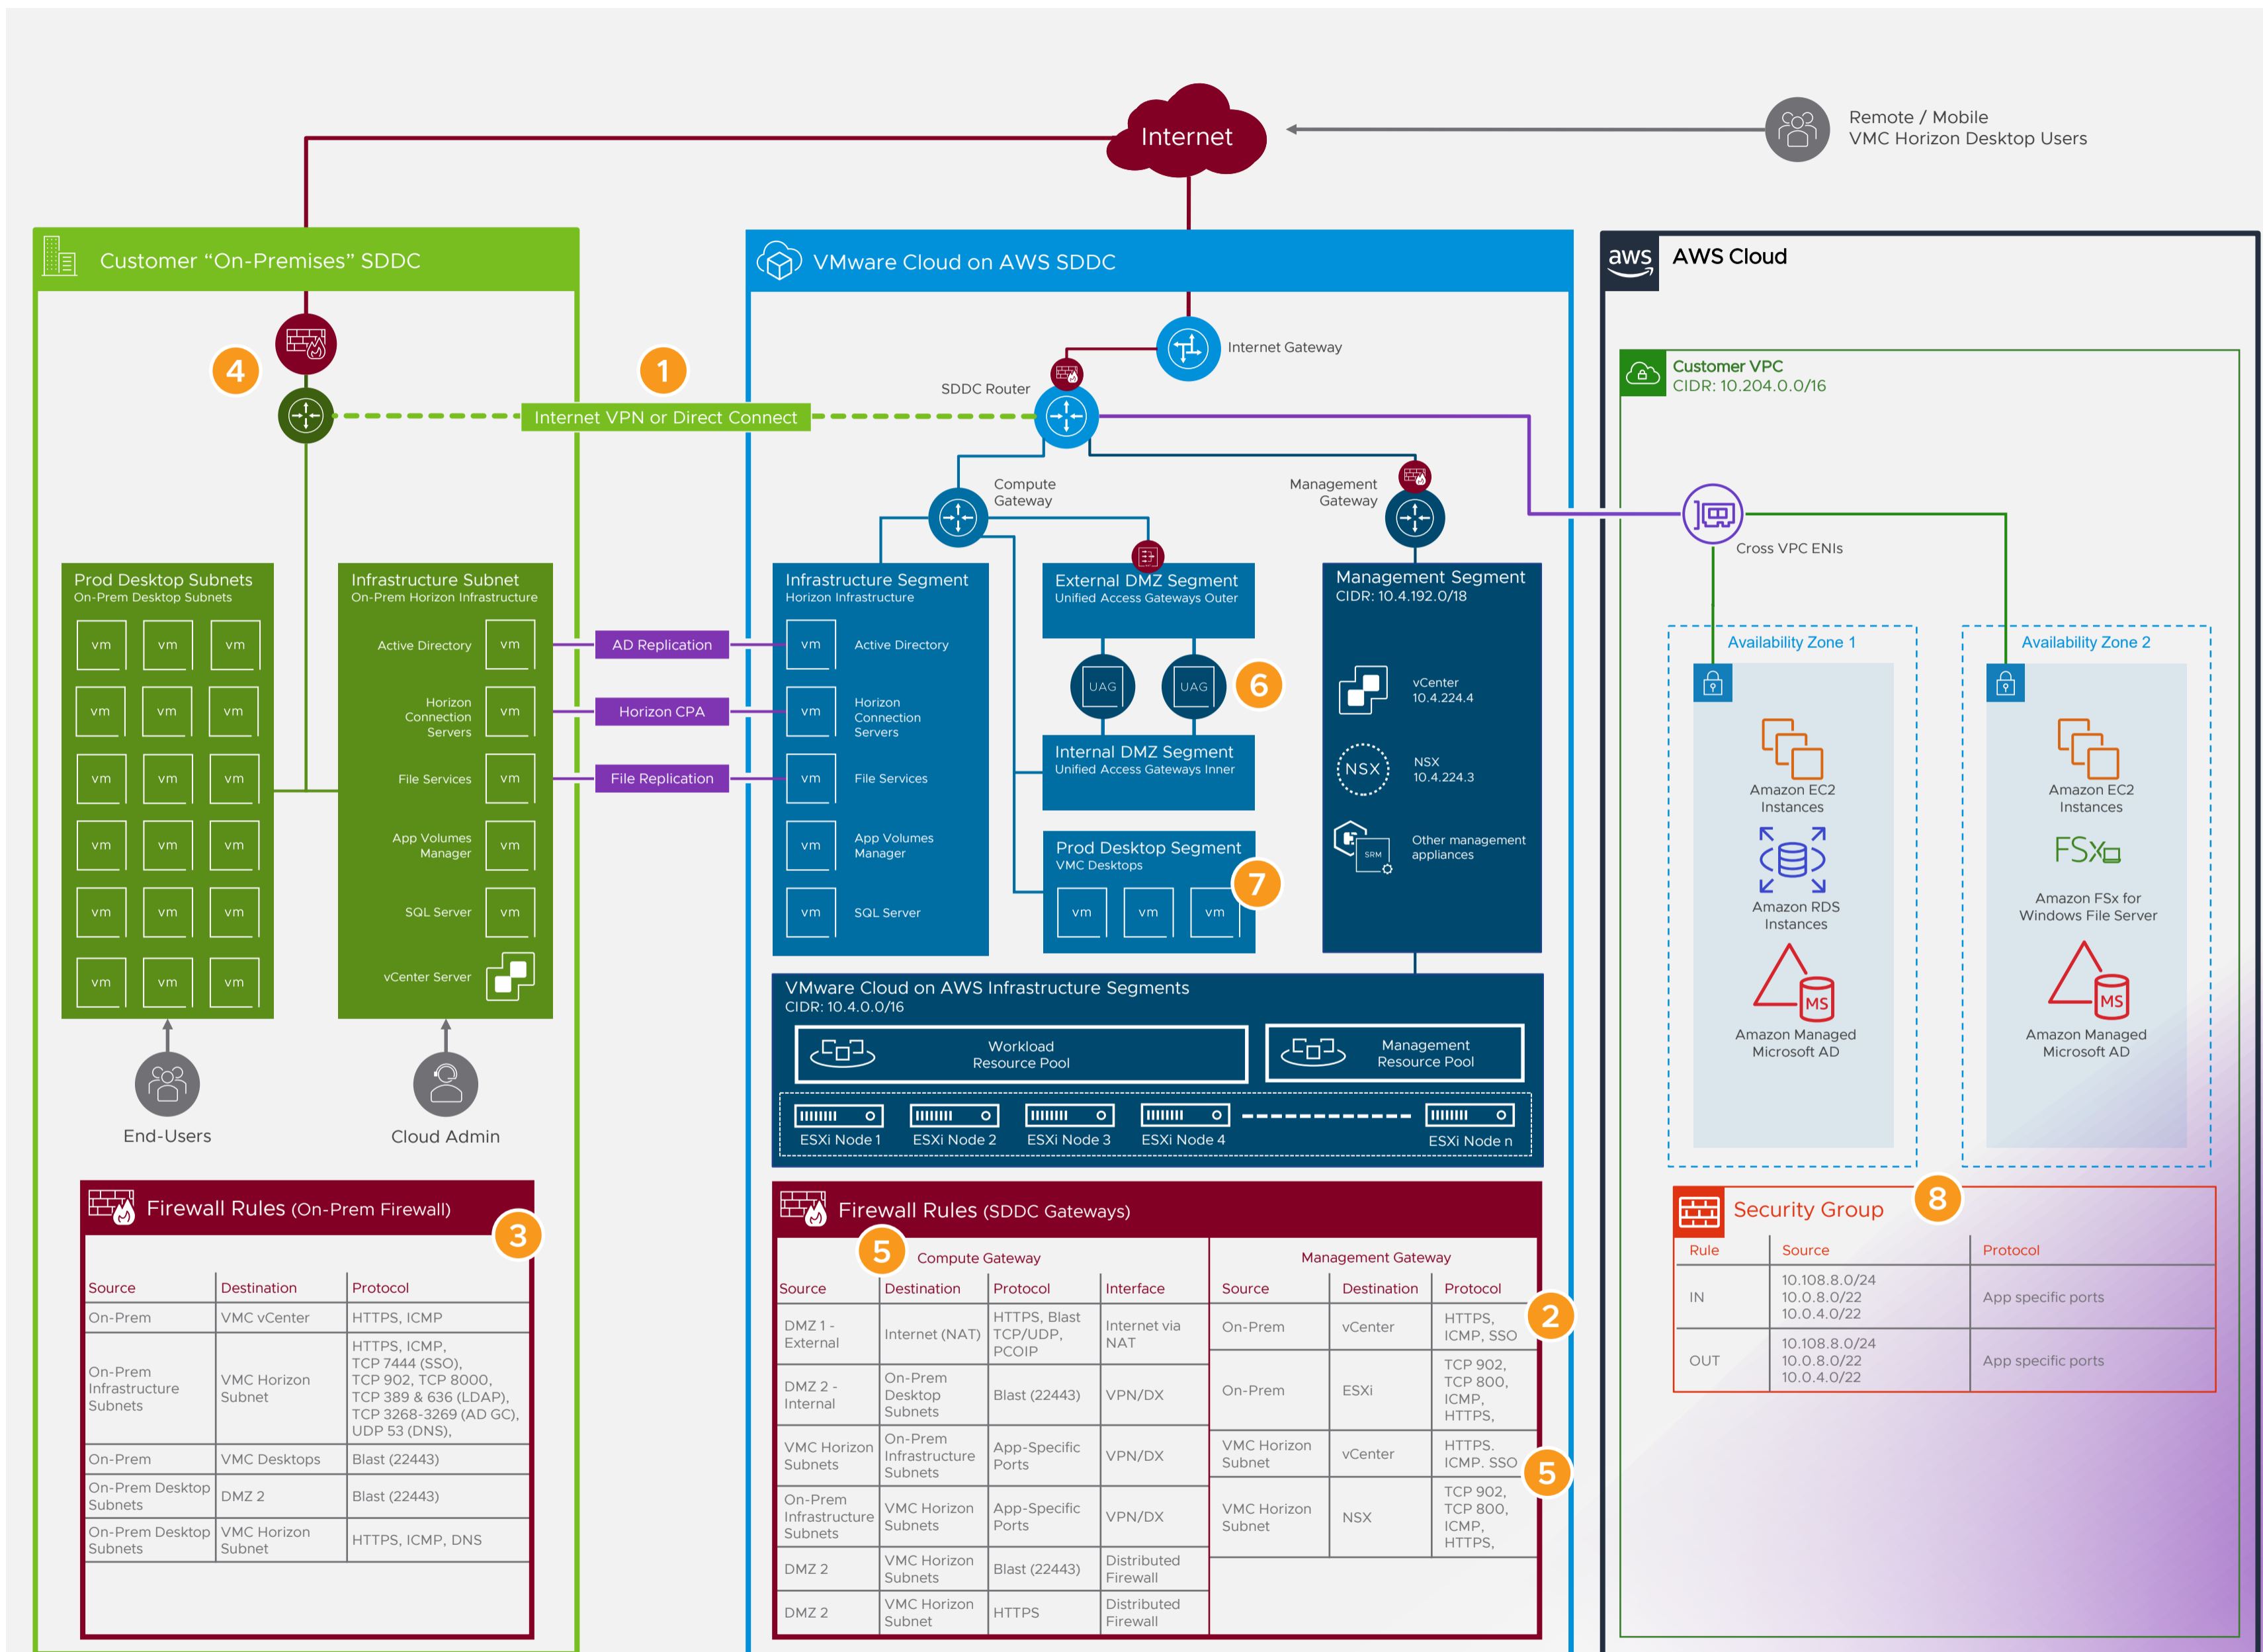 Internet
Remote / Mobile
VMC Horizon Desktop Users
Customer “On-Premises” SDDC
4
1
Internet VPN or Direct Connect
Prod Desktop Subnets
On-Prem Desktop Subnets
vm vm vm
vm vm vm
vm vm vm
vm vm vm
vm vm vm
vm vm vm
Infrastructure Subnet
On-Prem Horizon Infrastructure
Active Directory vm
Horizon
Connection
Servers
vm
File Services vm
App Volumes
Manager
vm
SQL Server vm
vCenter Server
End-Users
Cloud Admin
AD Replication
Horizon CPA
File Replication
VMware Cloud on AWS SDDC
Internet Gateway
SDDC Router
Compute
Gateway
Management
Gateway
Infrastructure Segment
Horizon Infrastructure
vm Active Directory
vm
Horizon
Connection
Servers
vm File Services
vm
App Volumes
Manager
vm SQL Server
External DMZ Segment
Unified Access Gateways Outer
UAG UAG
6
Internal DMZ Segment
Unified Access Gateways Inner
Prod Desktop Segment
VMC Desktops
7
vm vm vm
Management Segment
CIDR: 10.4.192.0/18
vCenter
10.4.224.4
NSX
NSX
10.4.224.3
SRM
Other management
appliances
VMware Cloud on AWS Infrastructure Segments
CIDR: 10.4.0.0/16
Workload
Resource Pool
Management
Resource Pool
ESXi Node 1 ESXi Node 2 ESXi Node 3 ESXi Node 4 ESXi Node n
aws AWS Cloud
Customer VPC
CIDR: 10.204.0.0/16
Cross VPC ENIs
Availability Zone 1
Amazon EC2
Instances
Amazon RDS
Instances
MS
Amazon Managed
Microsoft AD
Availability Zone 2
Amazon EC2
Instances
FSx
Amazon FSx for
Windows File Server
MS
Amazon Managed
Microsoft AD
Firewall Rules (On-Prem Firewall)
3
Source Destination Protocol
On-Prem VMC vCenter HTTPS, ICMP
On-Prem
Infrastructure
Subnets
VMC Horizon
Subnet
HTTPS, ICMP,
TCP 7444 (SSO),
TCP 902, TCP 8000,
TCP 389 & 636 (LDAP),
TCP 3268-3269 (AD GC),
UDP 53 (DNS),
On-Prem VMC Desktops Blast (22443)
On-Prem Desktop
Subnets
DMZ 2 Blast (22443)
On-Prem Desktop
Subnets
VMC Horizon
Subnet
HTTPS, ICMP, DNS
Firewall Rules (SDDC Gateways)
5
Compute Gateway
Source Destination Protocol Interface
DMZ 1 -
External
Internet (NAT)
HTTPS, Blast
TCP/UDP,
PCOIP
Internet via
NAT
DMZ 2 -
Internal
On-Prem
Desktop
Subnets
Blast (22443) VPN/DX
VMC Horizon
Subnets
On-Prem
Infrastructure
Subnets
App-Specific
Ports
VPN/DX
On-Prem
Infrastructure
Subnets
VMC Horizon
Subnets
App-Specific
Ports
VPN/DX
DMZ 2
VMC Horizon
Subnets
Blast (22443)
Distributed
Firewall
DMZ 2
VMC Horizon
Subnet
HTTPS
Distributed
Firewall
Management Gateway
Source Destination Protocol
2
On-Prem vCenter
HTTPS,
ICMP, SSO
On-Prem ESXi
TCP 902,
TCP 800,
ICMP,
HTTPS,
VMC Horizon
Subnet
vCenter
HTTPS.
ICMP. SSO
5
VMC Horizon
Subnet
NSX
TCP 902,
TCP 800,
ICMP,
HTTPS,
8
Security Group
Rule Source Protocol
IN
10.108.8.0/24
10.0.8.0/22
10.0.4.0/22
App specific ports
OUT
10.108.8.0/24
10.0.8.0/22
10.0.4.0/22
App specific ports